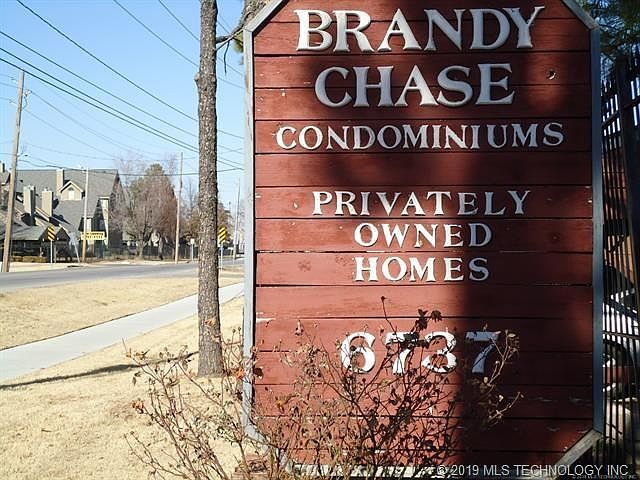 BRANDY
CHASE
CONDOMINIUMS
PRIVATELY
OWNED
HOMES
6737
© 2019 MLS TECHNOLOGY INC